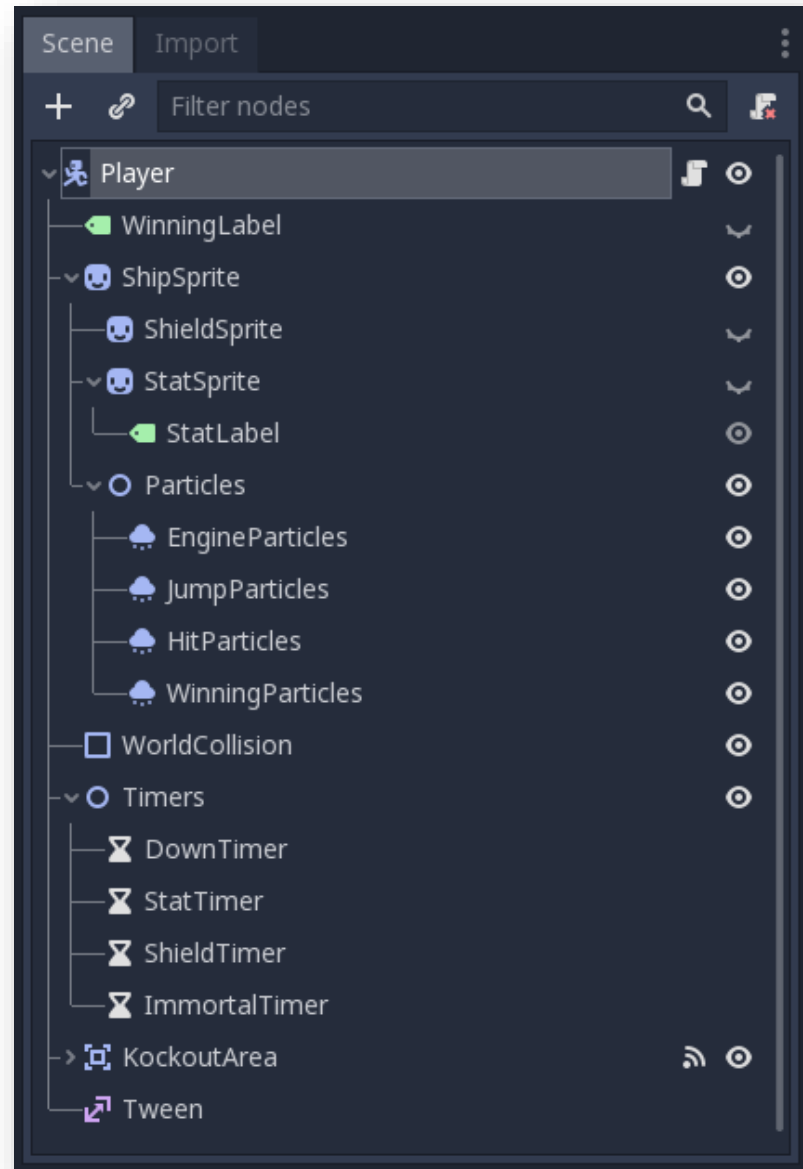 Scene Import
Filter nodes
Player
WinningLabel
ShipSprite
ShieldSprite
StatSprite
StatLabel
Particles
EngineParticles
JumpParticles
HitParticles
WinningParticles
WorldCollision
Timers
DownTimer
StatTimer
ShieldTimer
ImmortalTimer
KockoutArea
Tween